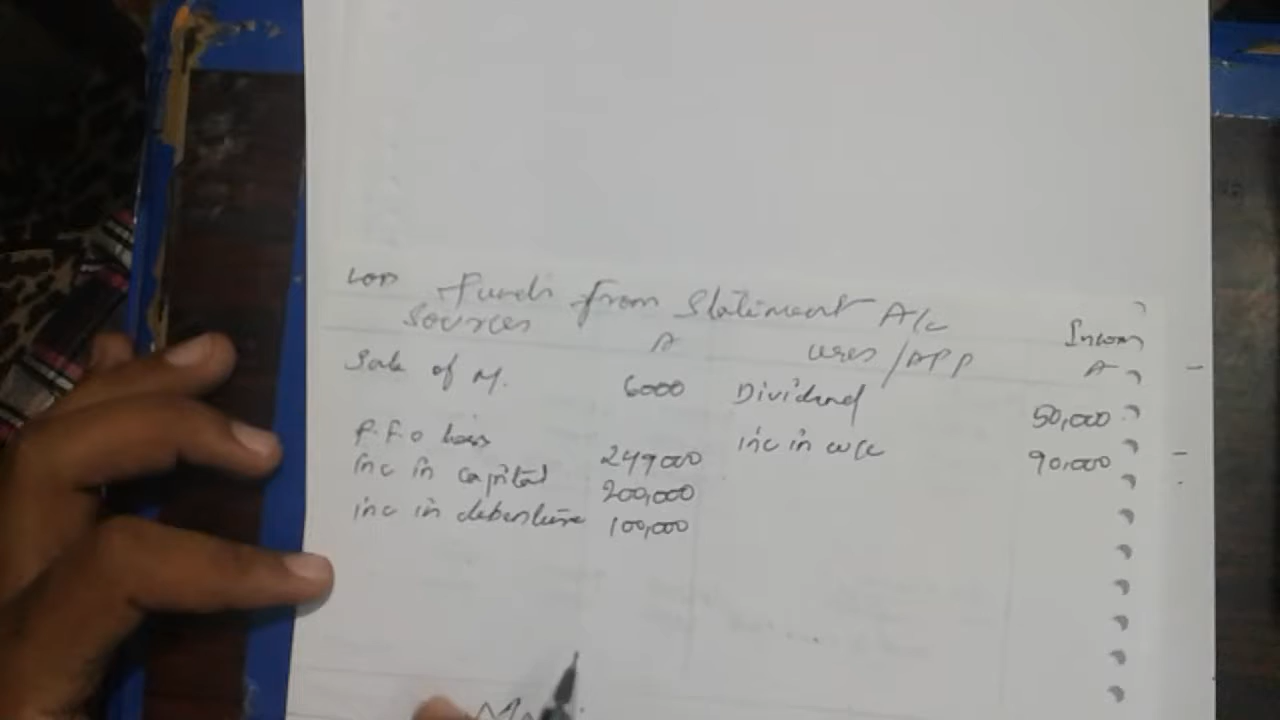 Funds from Statement A/c
Sources A uses/APP A
Sale of M. 6000 Dividend 50,000
F.F.O 249000 inc in w/c 90,000
inc in capital 200,000
inc in debenture 100,000